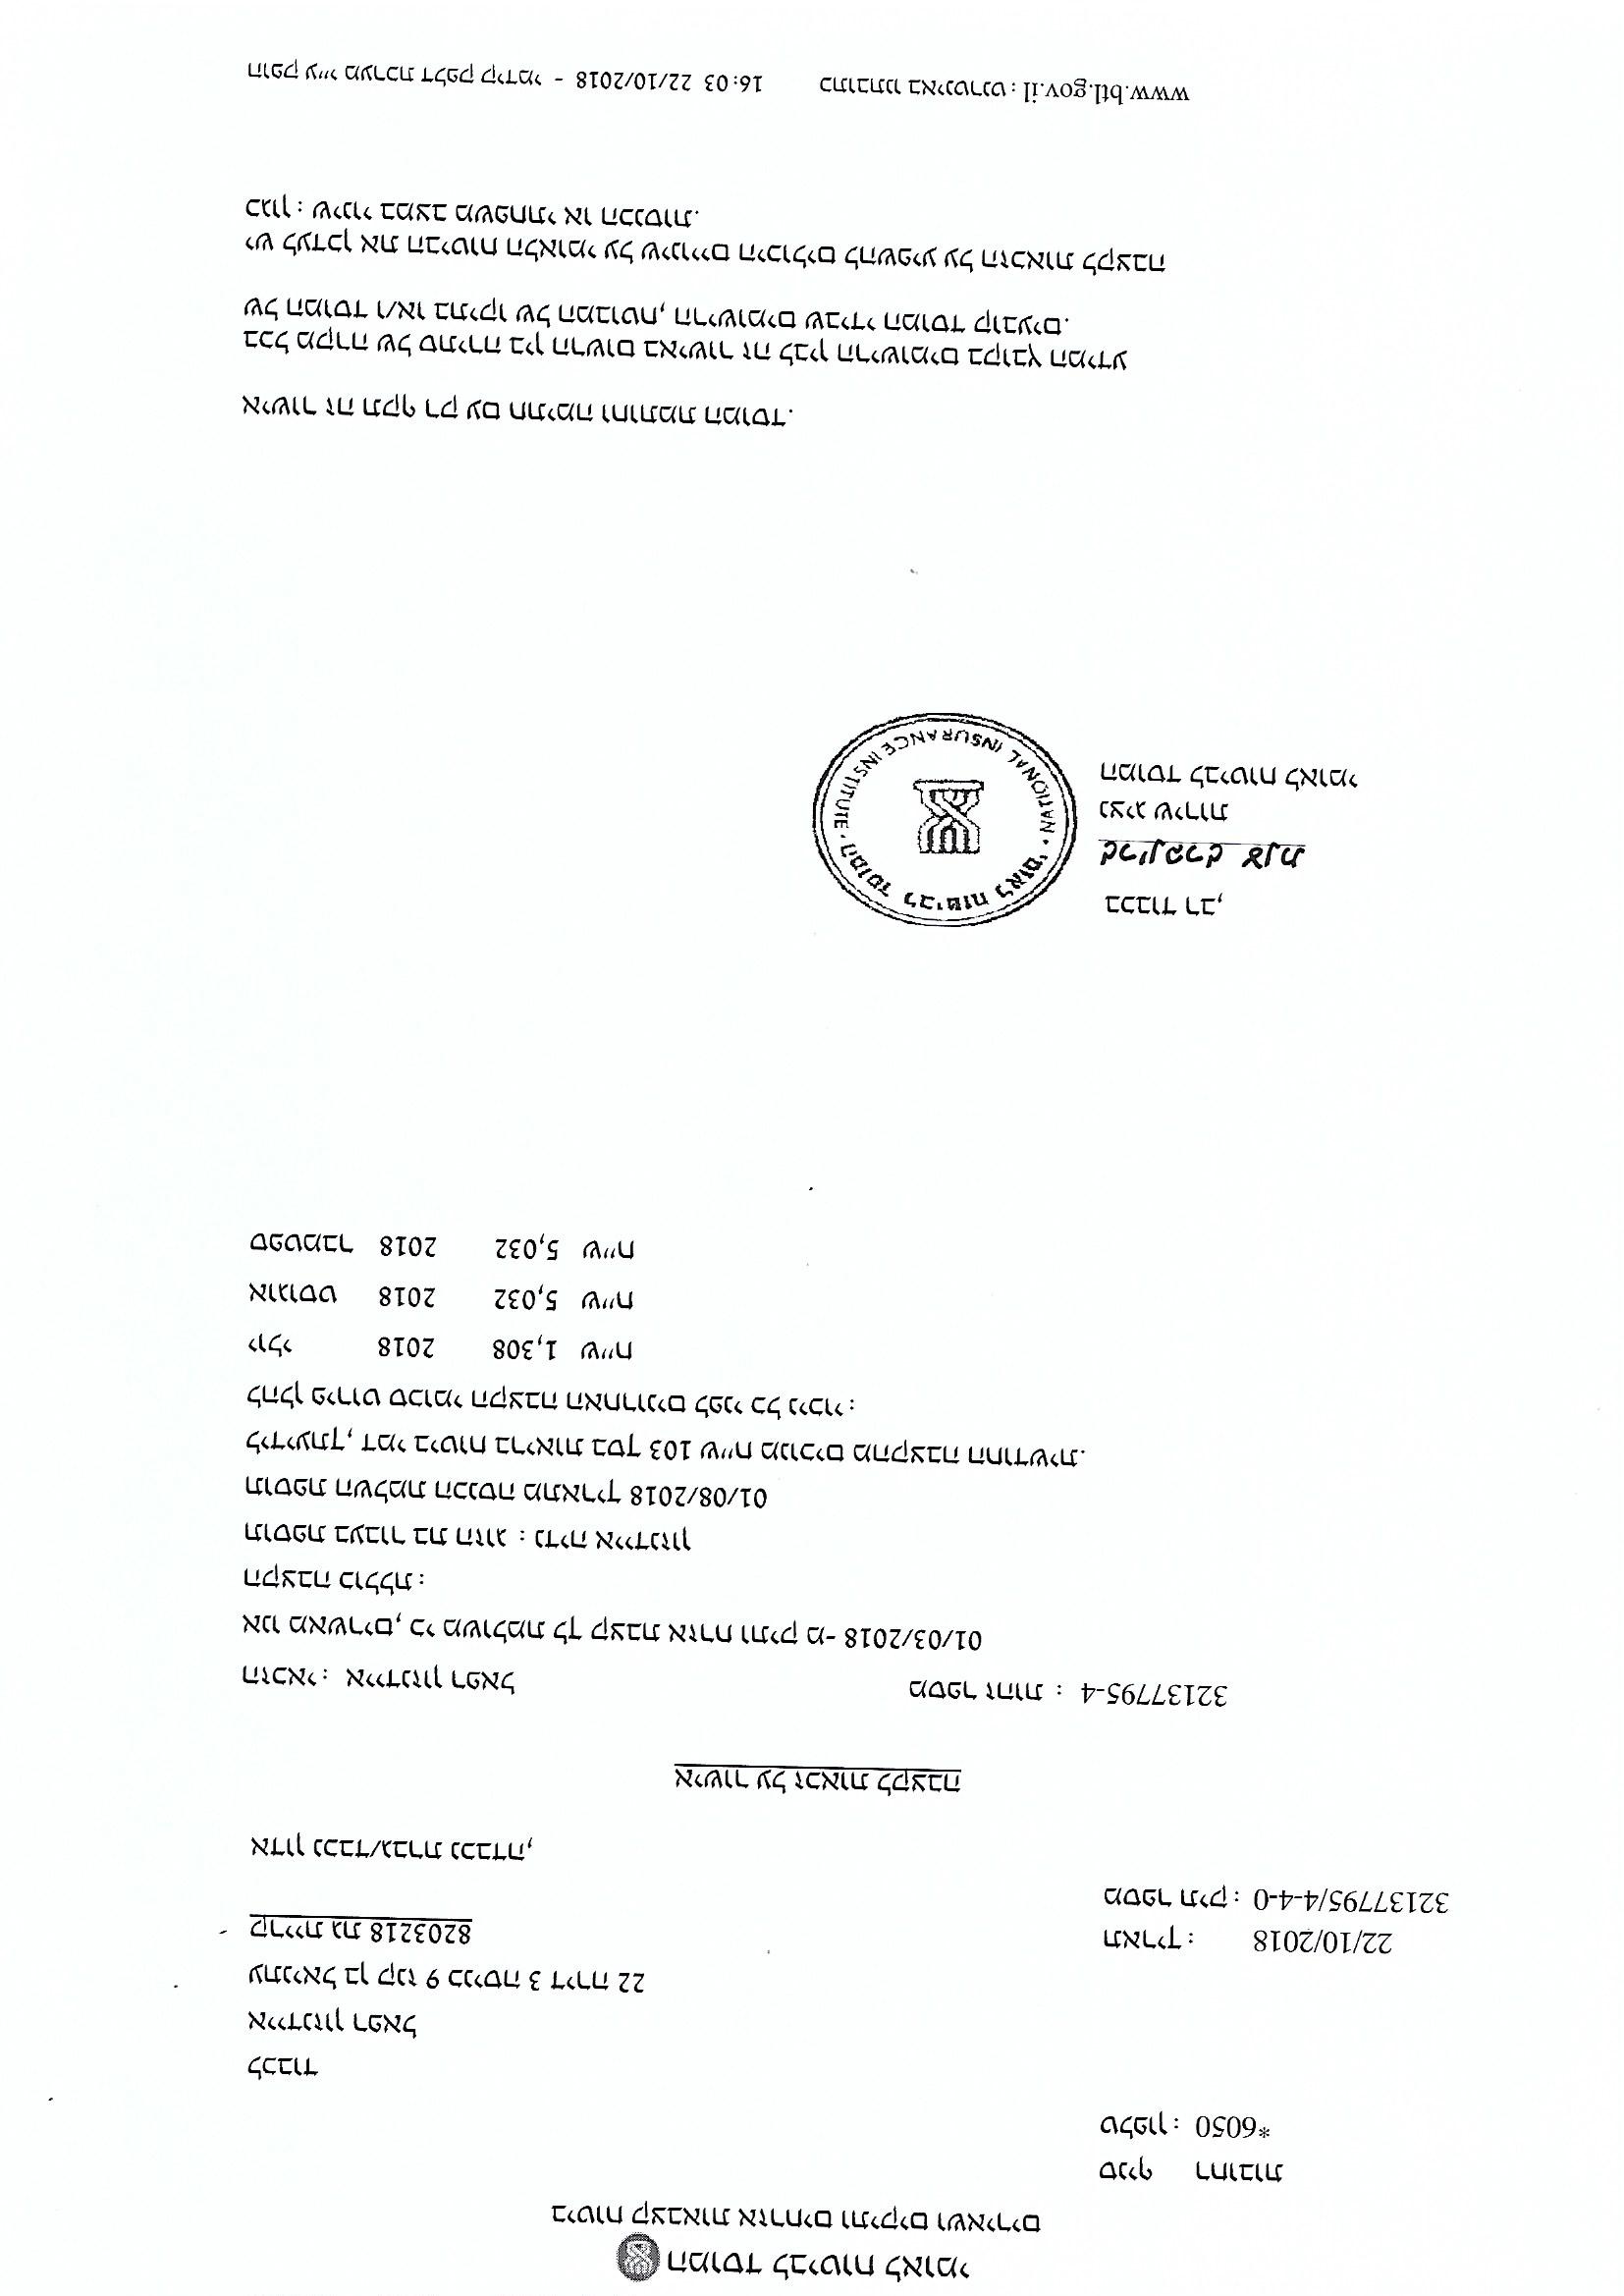 המוסד לביטוח לאומי
ביטוח קצבאות אזרחים ותיקים ושאירים
סניף רחובות
טלפון: 6050*
לכבוד
איידנזון רפאל
עתניאל בן קנז 9 כניסה 3 דירה 22
קריית גת 8203218
תאריך: 22/10/2018
מספר תיק: 32137795/4-4-0
אדון נכבד/גברת נכבדה,
אישור על זכאות לקצבה
הזכאי: איידנזון רפאל מספר זהות: 32137795-4
אנו מאשרים, כי משולמת לך קצבת אזרח ותיק מ- 01/03/2018
הקצבה כוללת:
תוספת בעבור בת הזוג: נדיה איידנזון
תוספת השלמת הכנסה מתאריך 01/08/2018
לידיעתך, דמי ביטוח בריאות בסך 103 ש״ח מנוכים מהקצבה החודשית.
להלן פירוט סכומי הקצבה האחרונים לפני כל ניכוי:
יולי 2018 1,308 ש״ח
אוגוסט 2018 5,032 ש״ח
ספטמבר 2018 5,032 ש״ח
בכבוד רב,
גרינברג ענת
נציג שירות
המוסד לביטוח לאומי
המוסד לביטוח לאומי
NATIONAL INSURANCE INSTITUTE
אישור זה תקף רק עם חתימה וחותמת המוסד.
בכל מקרה של סתירה בין הרשום באישור זה לבין הרישומים בקובץ המידע
של המוסד ו/או בתיקו של המבוטח, הרישומים שבידי המוסד קובעים.
יש לעדכן את הביטוח הלאומי על שינויים היכולים להשפיע על הזכאות לקצבה
כגון: שינוי במצב משפחתי או הכנסות.
הופק ע״י מערכת דלפק קידמי - 22/10/2018 16:03 כתובתנו באינטרנט: www.btl.gov.il